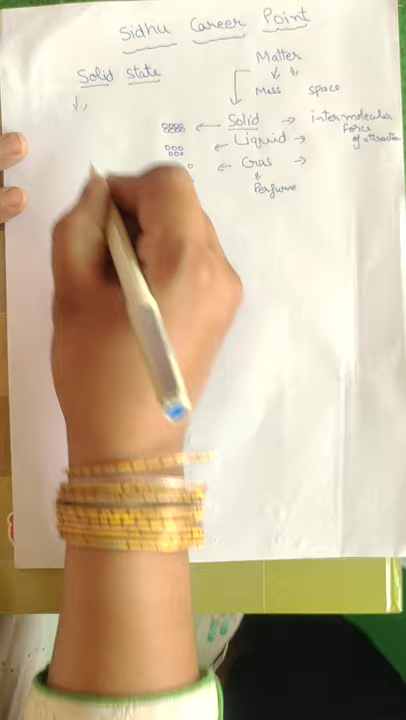 Sidhu Career Point
Solid state
Matter
Mass space
Solid → intermolecular force of attraction
Liquid →
Gas →
Perfume